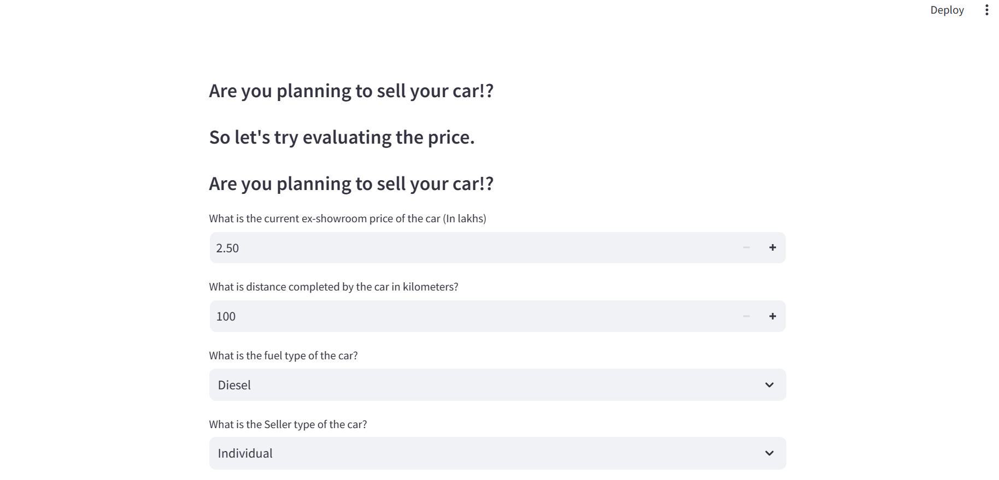 Deploy
Are you planning to sell your car!?
So let's try evaluating the price.
Are you planning to sell your car!?
What is the current ex-showroom price of the car (In lakhs)
2.50
What is distance completed by the car in kilometers?
100
What is the fuel type of the car?
Diesel
What is the Seller type of the car?
Individual